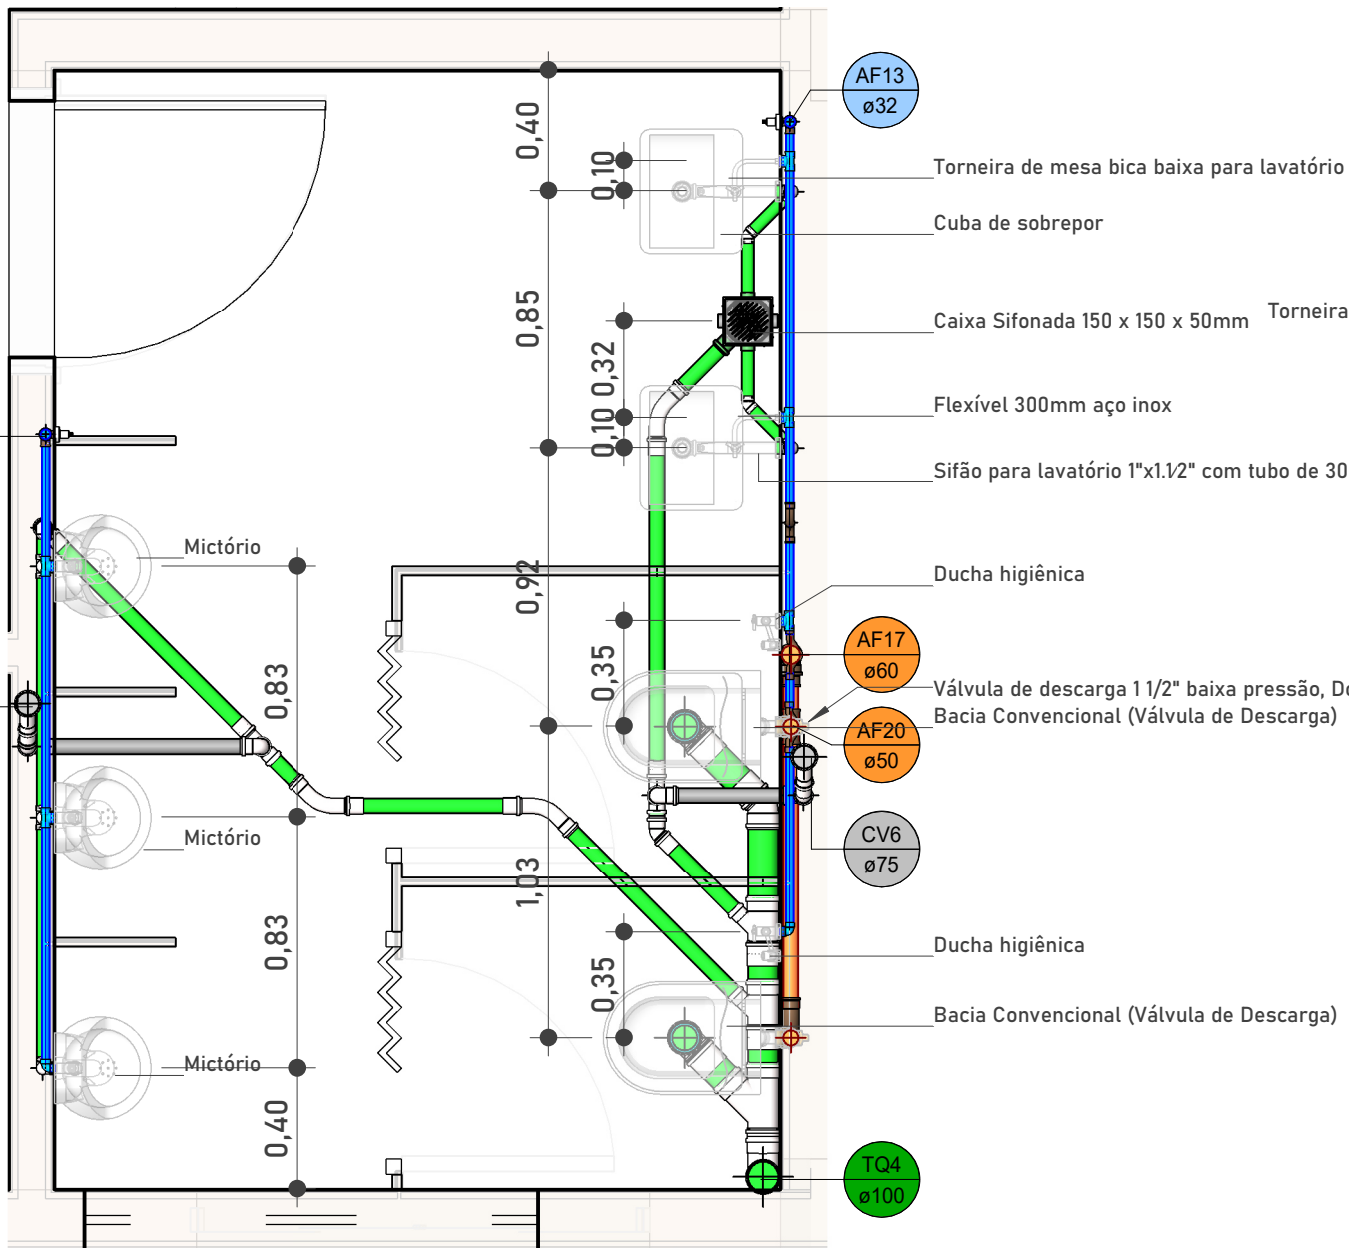 AF13
ø32
0,40
0,10
Torneira de mesa bica baixa para lavatório
Cuba de sobrepor
0,85
Caixa Sifonada 150 x 150 x 50mm
Torneira
0,32
0,10
Flexível 300mm aço inox
Sifão para lavatório 1"x1.1/2" com tubo de 30
Mictório
0,92
Ducha higiênica
AF17
ø60
0,83
0,35
Válvula de descarga 1 1/2" baixa pressão,
Bacia Convencional (Válvula de Descarga)
AF20
ø50
Mictório
CV6
ø75
1,03
0,83
Ducha higiênica
0,35
Bacia Convencional (Válvula de Descarga)
Mictório
0,40
TQ4
ø100